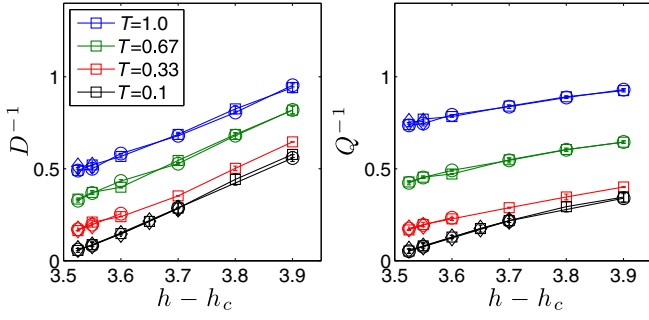 T=1.0
T=0.67
T=0.33
T=0.1
1
0.5
0
3.5 3.6 3.7 3.8 3.9
h − h_c
D⁻¹
1
0.5
0
3.5 3.6 3.7 3.8 3.9
h − h_c
Q⁻¹